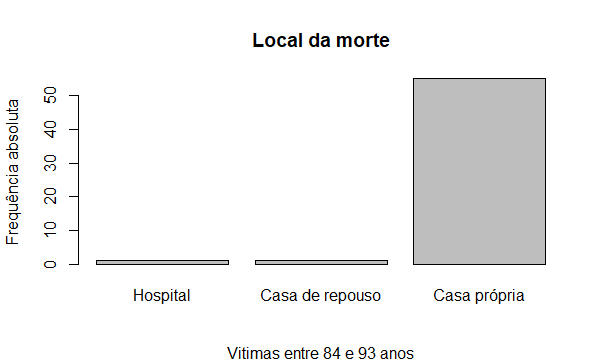 Local da morte
Frequência absoluta
50
40
30
20
10
0
Hospital
Casa de repouso
Casa própria
Vitimas entre 84 e 93 anos